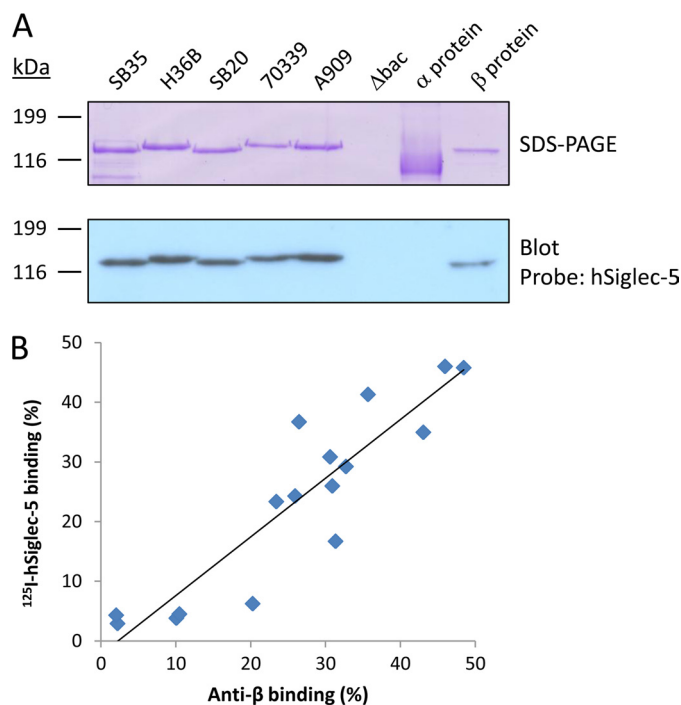 A
kDa
SB35 H36B SB20 70339 A909 Δbac α protein β protein
199
116
SDS-PAGE
199
116
Blot
Probe: hSiglec-5
B
50
40
30
20
10
0
¹²⁵I-hSiglec-5 binding (%)
0 10 20 30 40 50
Anti-β binding (%)